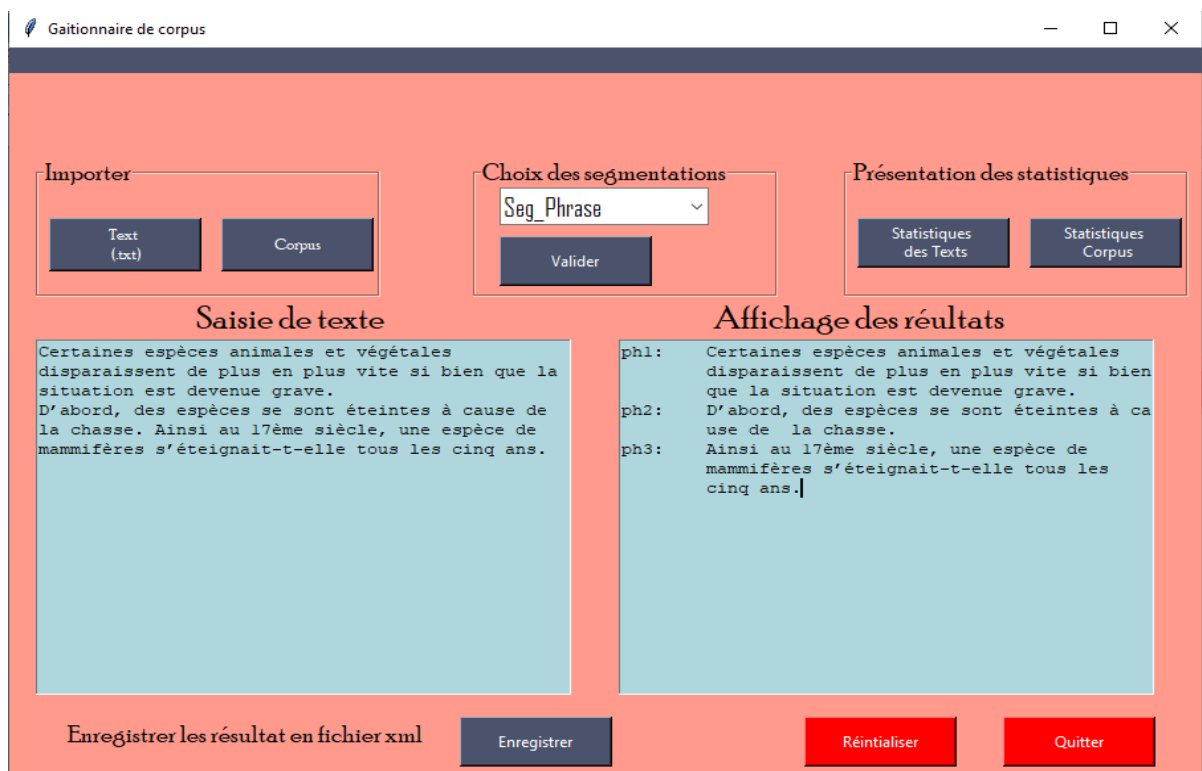 Gaitionnaire de corpus
Importer
Text
(.txt)
Corpus
Choix des segmentations
Seg_Phrase
Valider
Présentation des statistiques
Statistiques
des Texts
Statistiques
Corpus
Saisie de texte
Certaines espèces animales et végétales
disparaissent de plus en plus vite si bien que la
situation est devenue grave.
D’abord, des espèces se sont éteintes à cause de
la chasse. Ainsi au 17ème siècle, une espèce de
mammifères s’éteignait-t-elle tous les cinq ans.
Affichage des réultats
ph1: Certaines espèces animales et végétales
disparaissent de plus en plus vite si bien
que la situation est devenue grave.
ph2: D’abord, des espèces se sont éteintes à ca
use de la chasse.
ph3: Ainsi au 17ème siècle, une espèce de
mammifères s’éteignait-t-elle tous les
cinq ans.
Enregistrer les résultat en fichier xml
Enregistrer
Réintialiser
Quitter